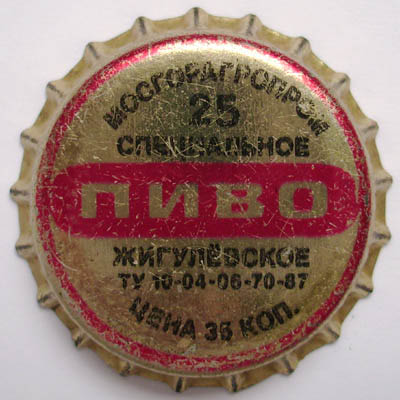 МОСГОРАГРОПРОМ
25
СПЕЦИАЛЬНОЕ
ПИВО
ЖИГУЛЁВСКОЕ
ТУ 10-04-06-70-87
ЦЕНА 35 КОП.